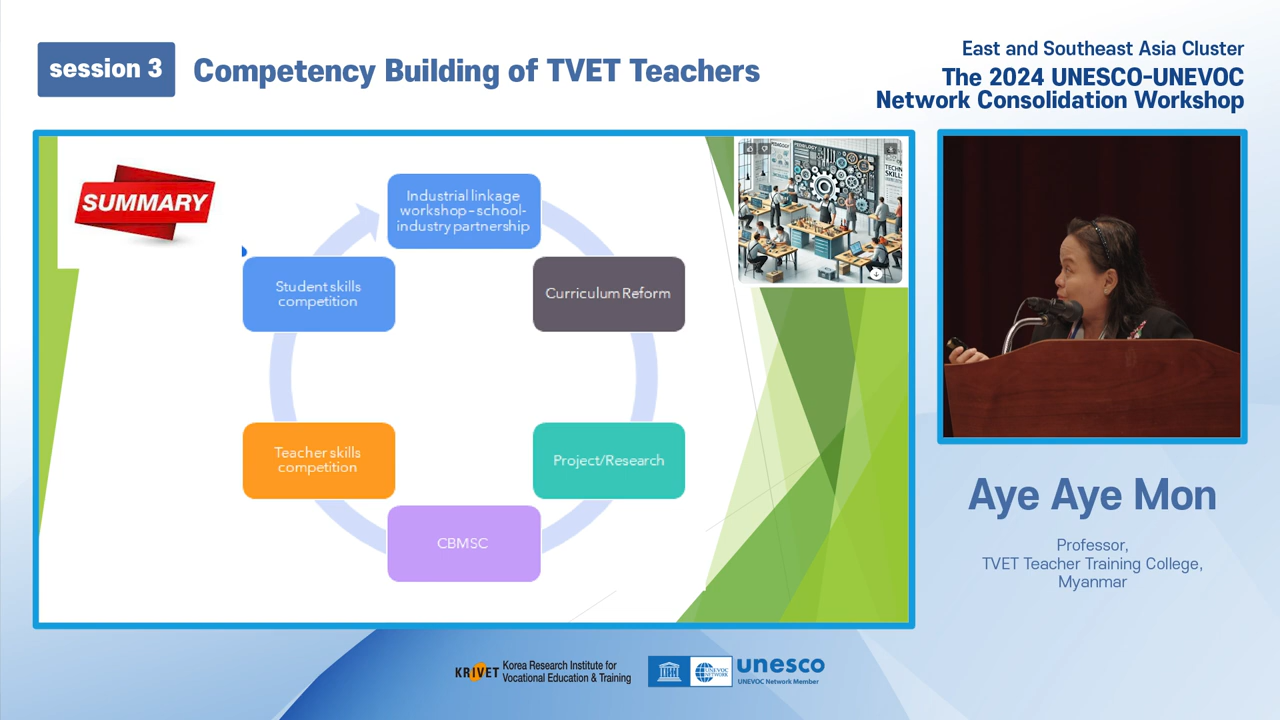 session 3
Competency Building of TVET Teachers
East and Southeast Asia Cluster
The 2024 UNESCO-UNEVOC
Network Consolidation Workshop
SUMMARY
Industrial linkage
workshop–school-
industry partnership
Student skills
competition
Curriculum Reform
Teacher skills
competition
Project/Research
CBMSC
Aye Aye Mon
Professor,
TVET Teacher Training College,
Myanmar
KRIVET
Korea Research Institute for
Vocational Education & Training
UNEVOC
NETWORK
unesco
UNEVOC Network Member